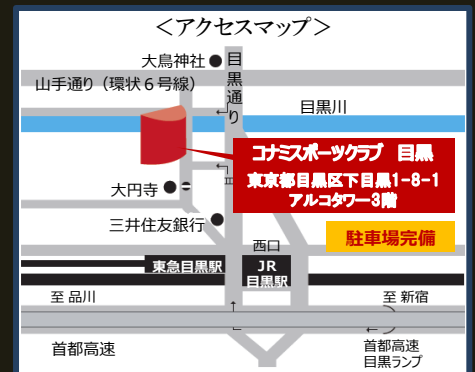 ＜アクセスマップ＞
大鳥神社
目黒通り
山手通り（環状６号線）
目黒川
コナミスポーツクラブ 目黒
東京都目黒区下目黒1-8-1
アルコタワー3階
大円寺
三井住友銀行
駐車場完備
西口
東急目黒駅
JR
目黒駅
至 品川
至 新宿
首都高速
首都高速
目黒ランプ